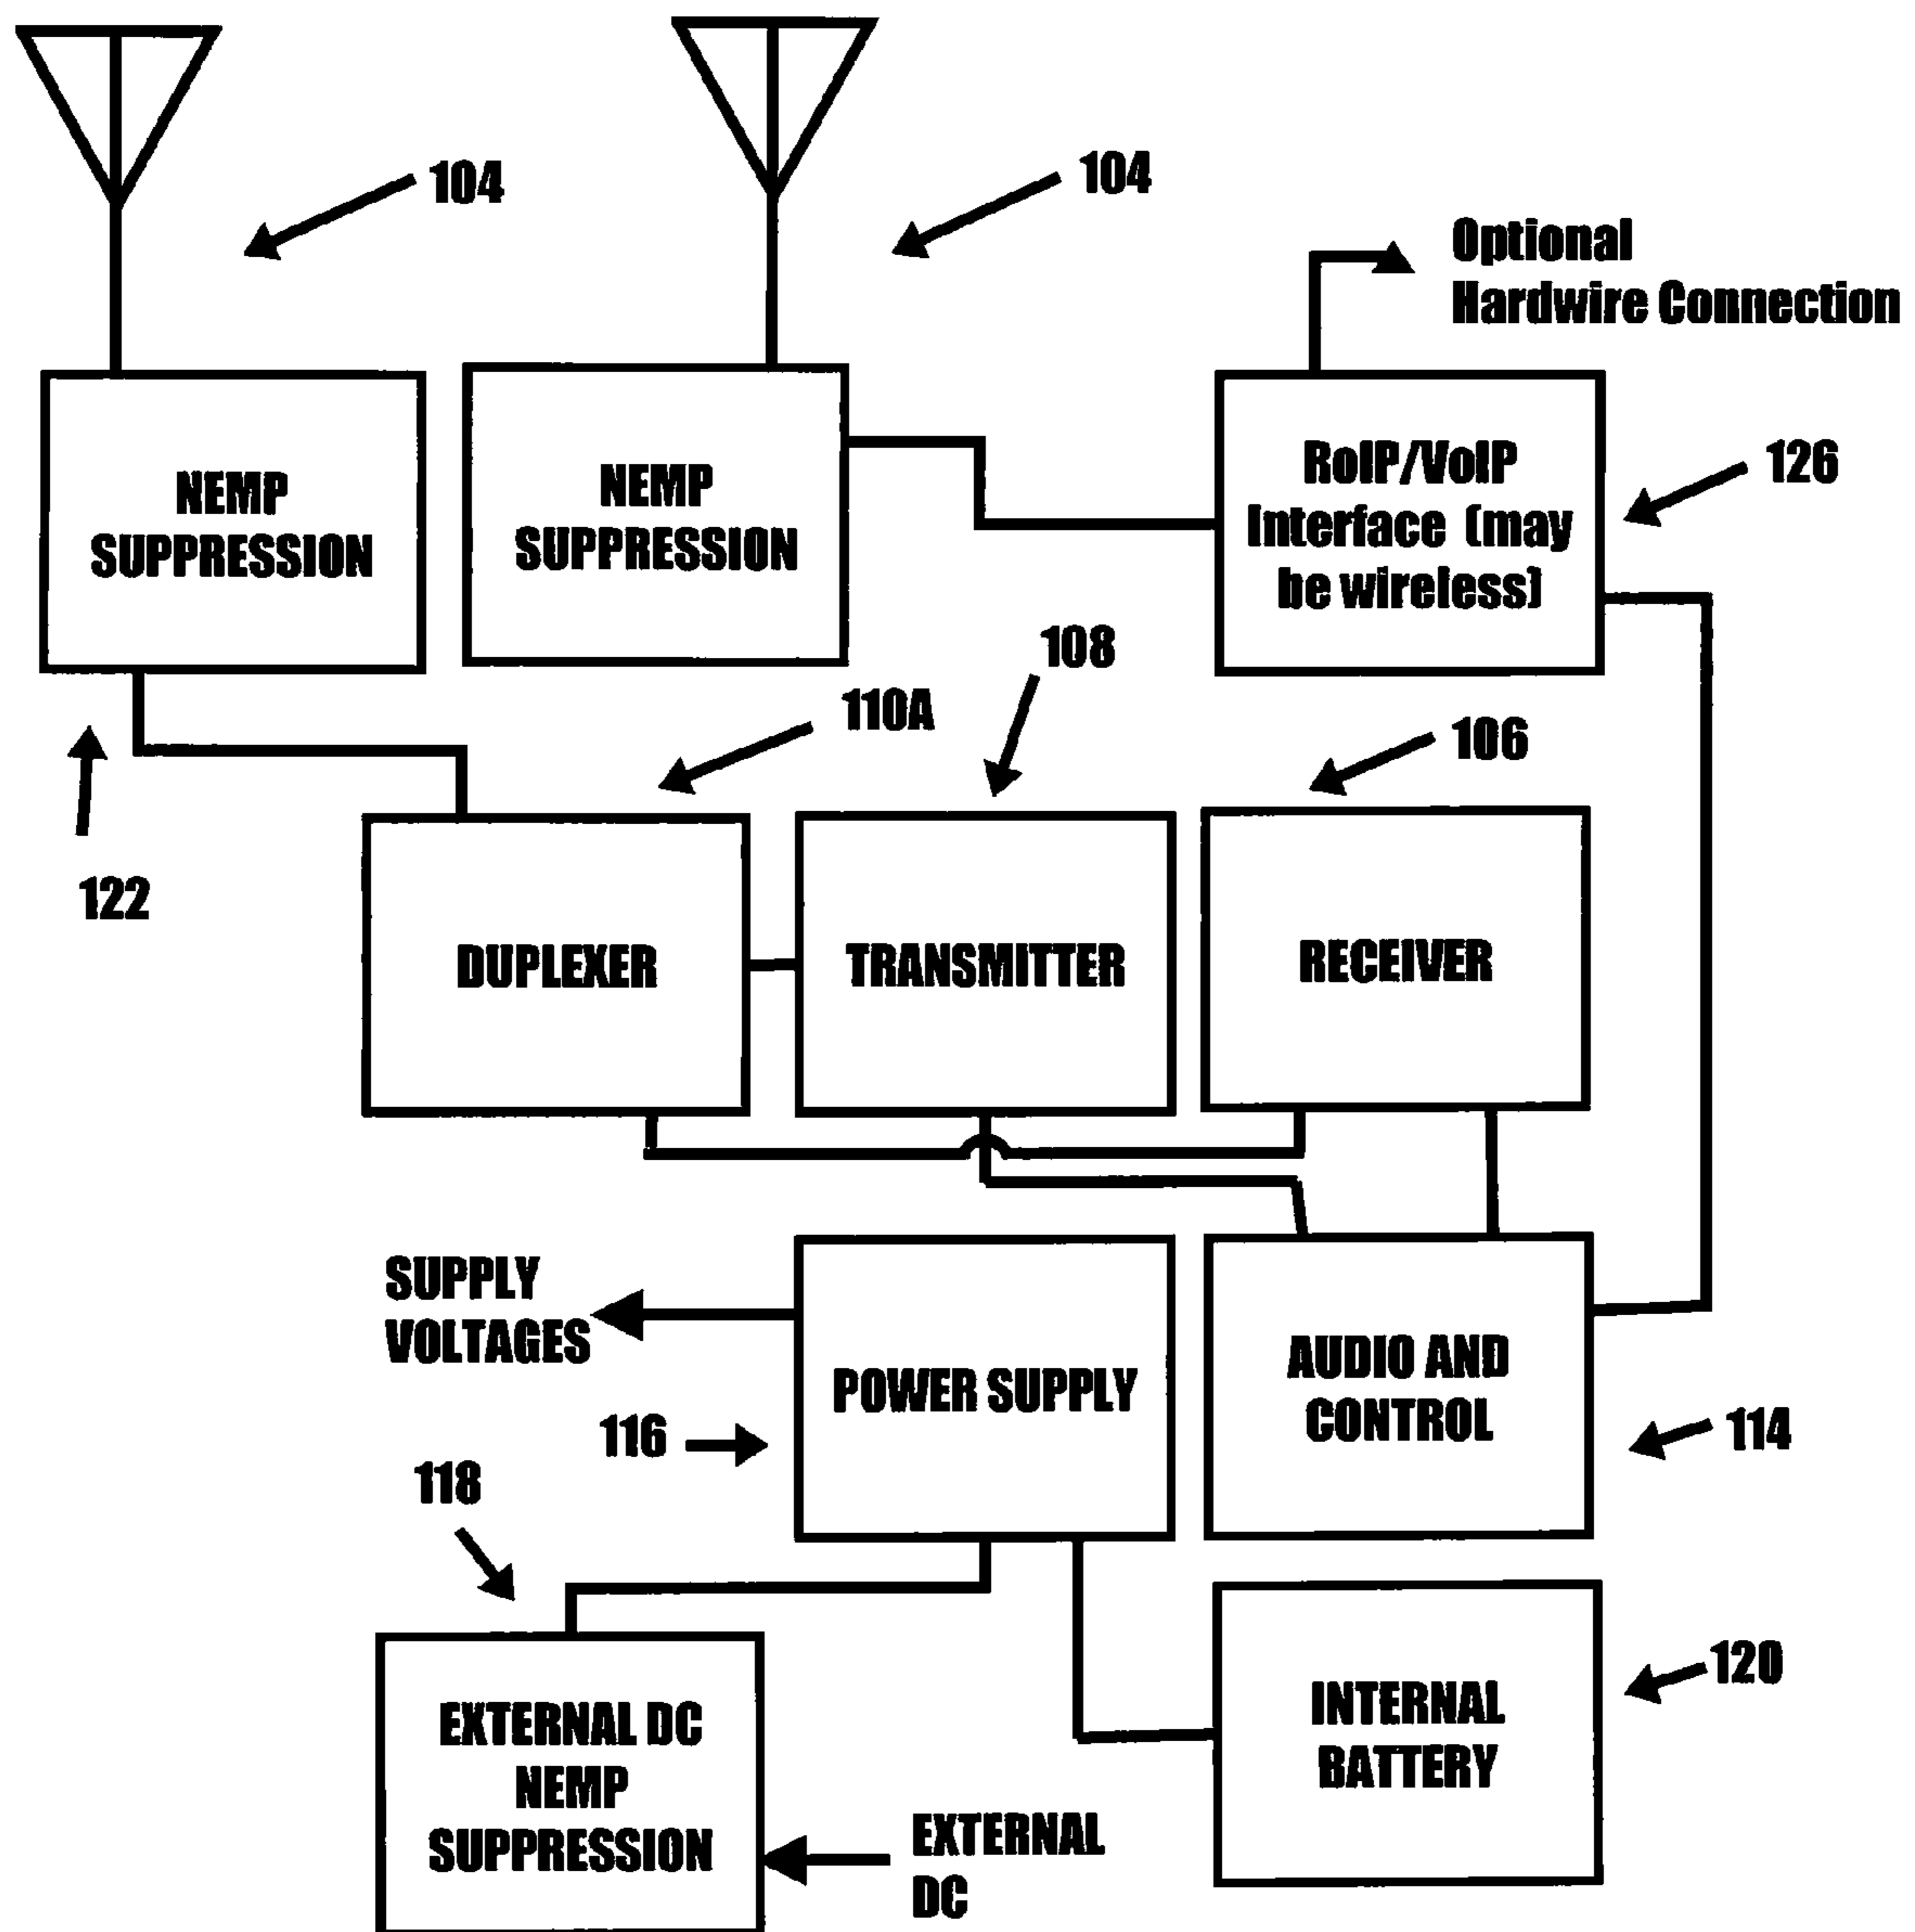 104
104
Optional
Hardwire Connection
NEMP
SUPPRESSION
NEMP
SUPPRESSION
RoIP/VoIP
Interface (may
be wireless)
126
108
110A
106
122
DUPLEXER
TRANSMITTER
RECEIVER
SUPPLY
VOLTAGES
POWER SUPPLY
AUDIO AND
CONTROL
116
114
118
EXTERNAL DC
NEMP
SUPPRESSION
INTERNAL
BATTERY
120
EXTERNAL
DC